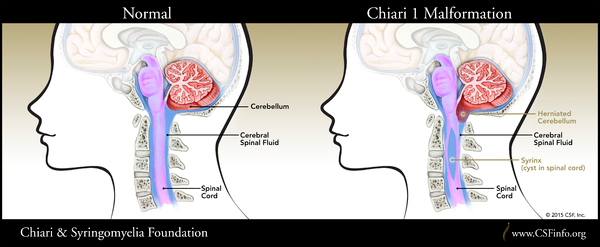 Normal
Chiari 1 Malformation
Cerebellum
Cerebral
Spinal Fluid
Spinal
Cord
Herniated
Cerebellum
Cerebral
Spinal Fluid
Syrinx
(cyst in spinal cord)
Spinal
Cord
© 2015 CSF, Inc.
Chiari & Syringomyelia Foundation
www.CSFinfo.org